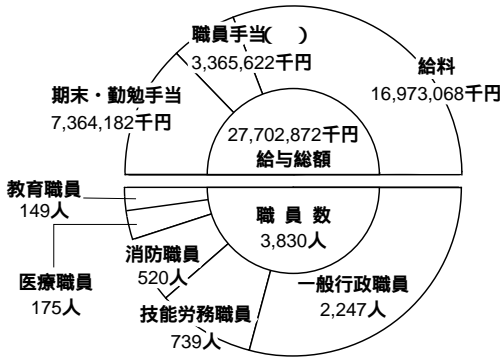 職員手当(　)
3,365,622千円
給料
16,973,068千円
期末・勤勉手当
7,364,182千円
27,702,872千円
給与総額
教育職員
149人
職員数
3,830人
消防職員
520人
医療職員
175人
一般行政職員
2,247人
技能労務職員
739人